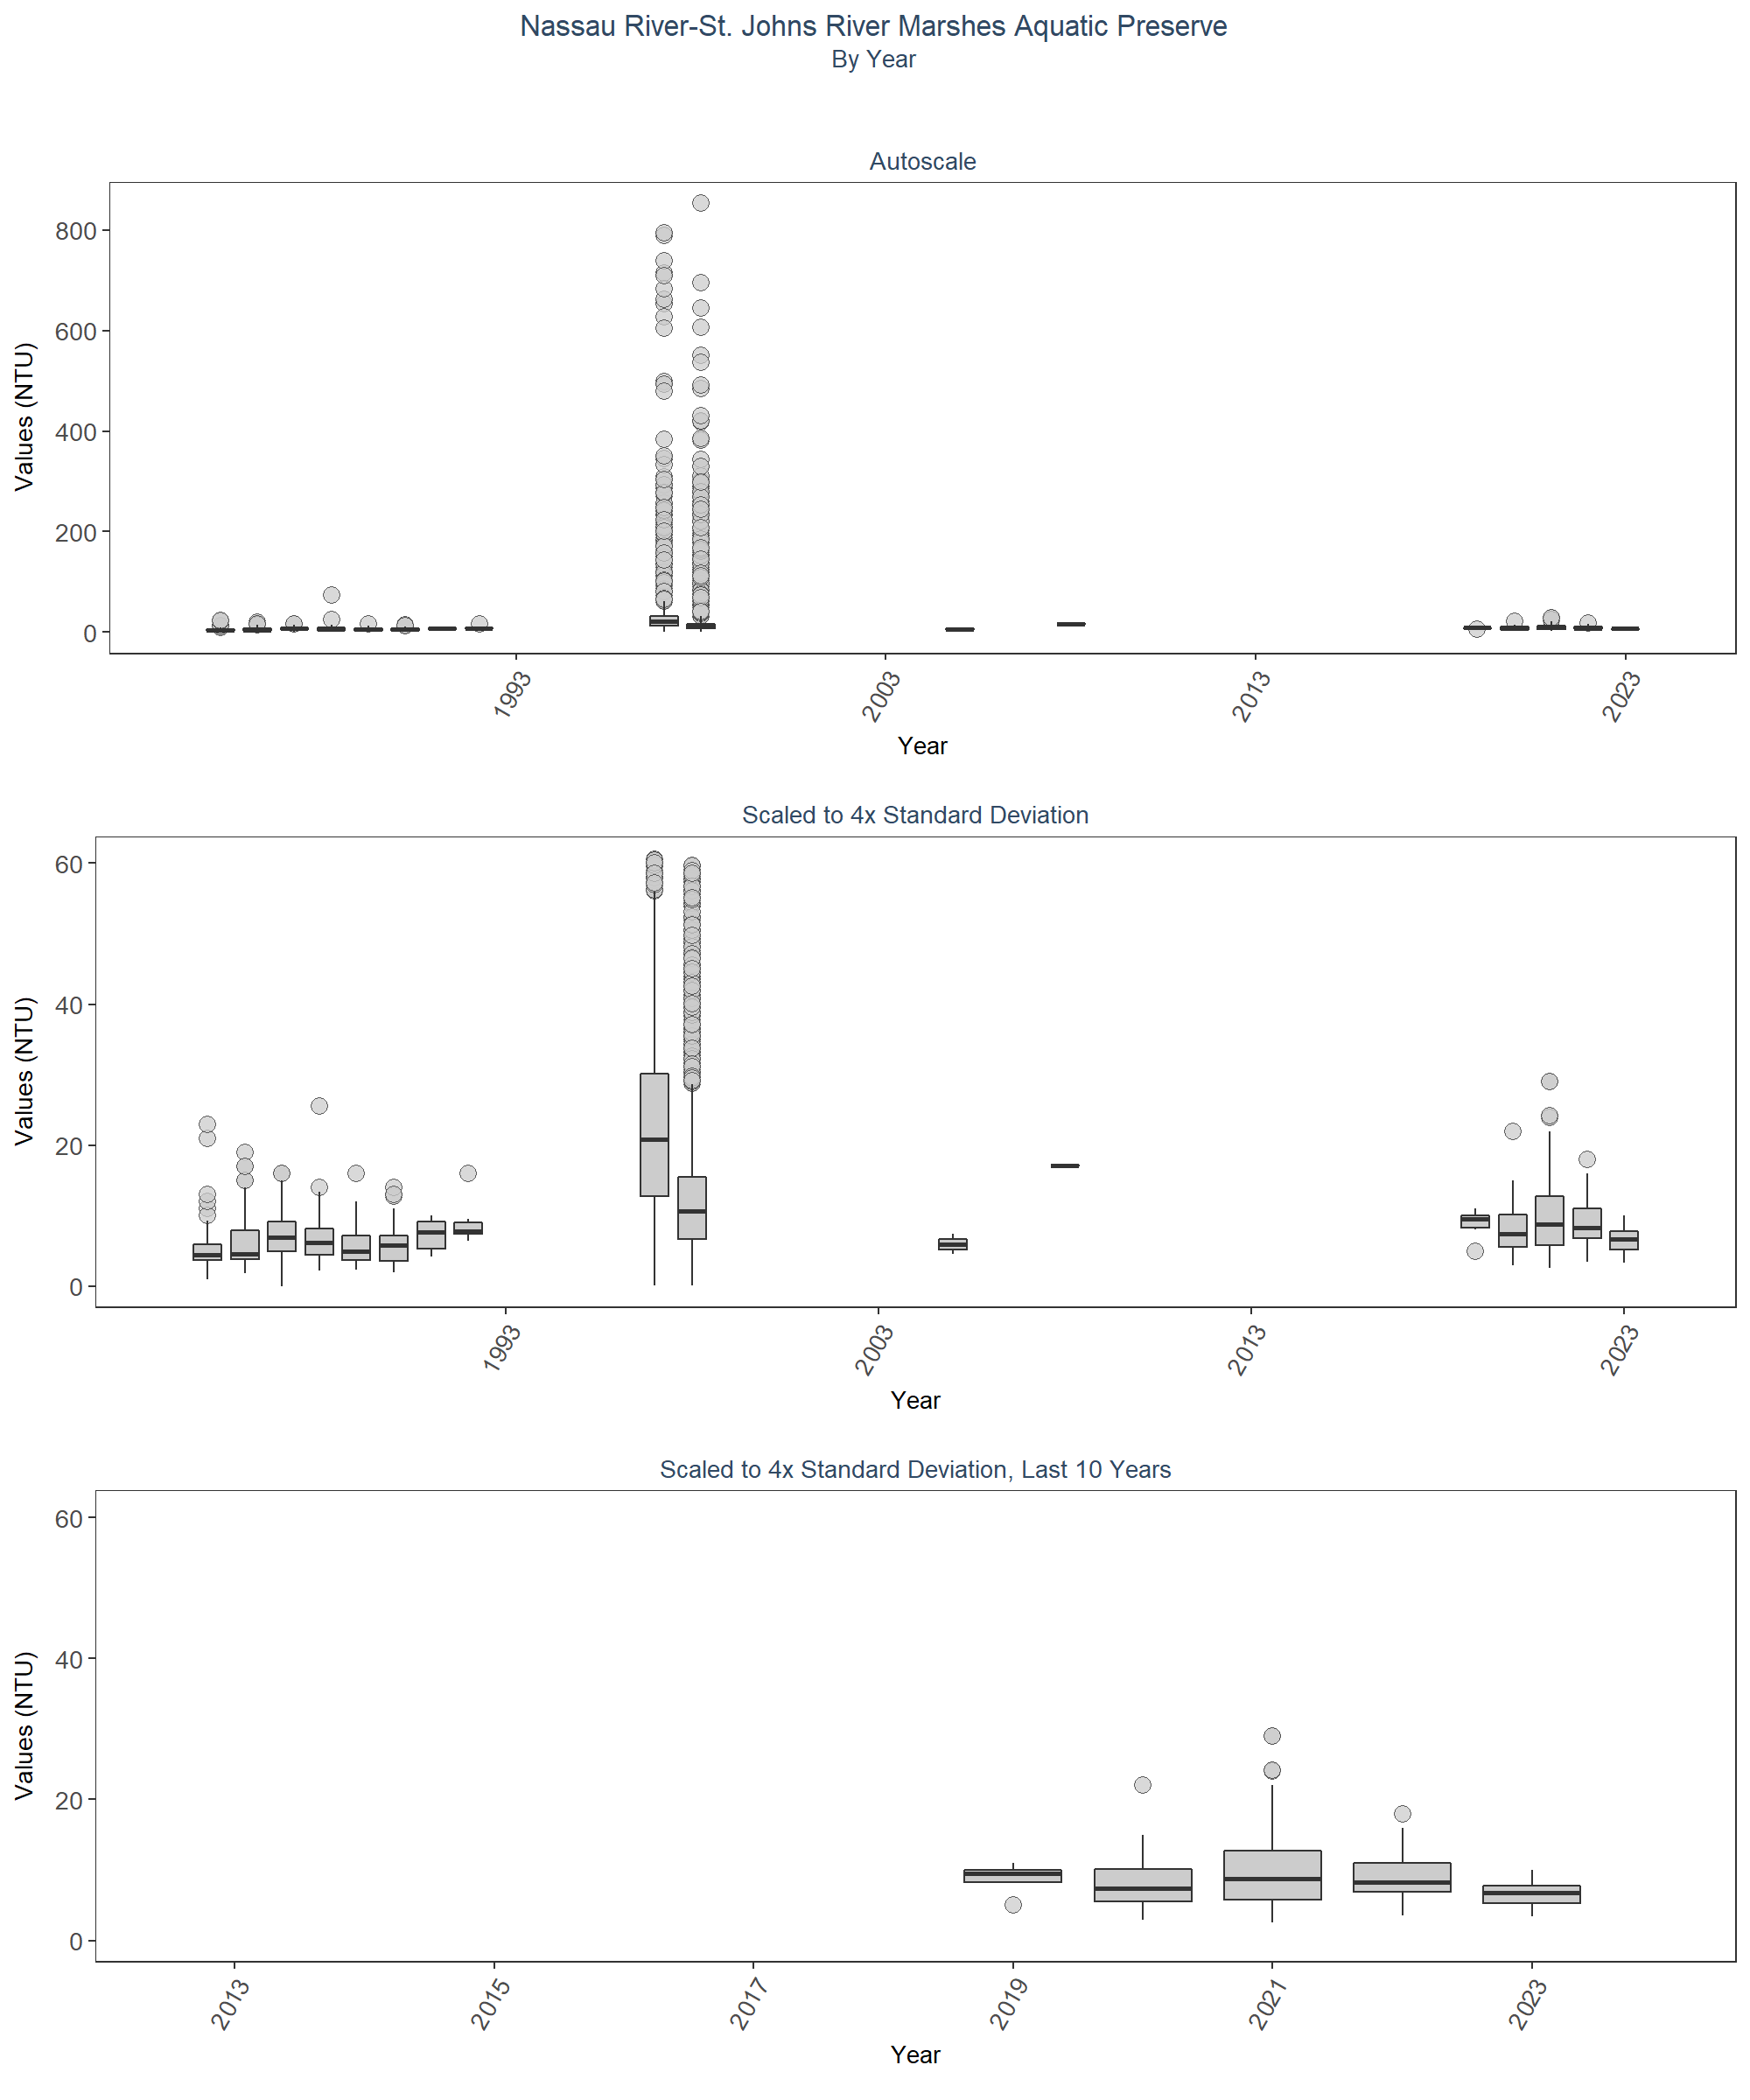 Nassau River-St. Johns River Marshes Aquatic Preserve
By Year
Autoscale
Values (NTU)
800
600
400
200
0
1993
2003
2013
2023
Year
Scaled to 4x Standard Deviation
Values (NTU)
60
40
20
0
1993
2003
2013
2023
Year
Scaled to 4x Standard Deviation, Last 10 Years
Values (NTU)
60
40
20
0
2013
2015
2017
2019
2021
2023
Year